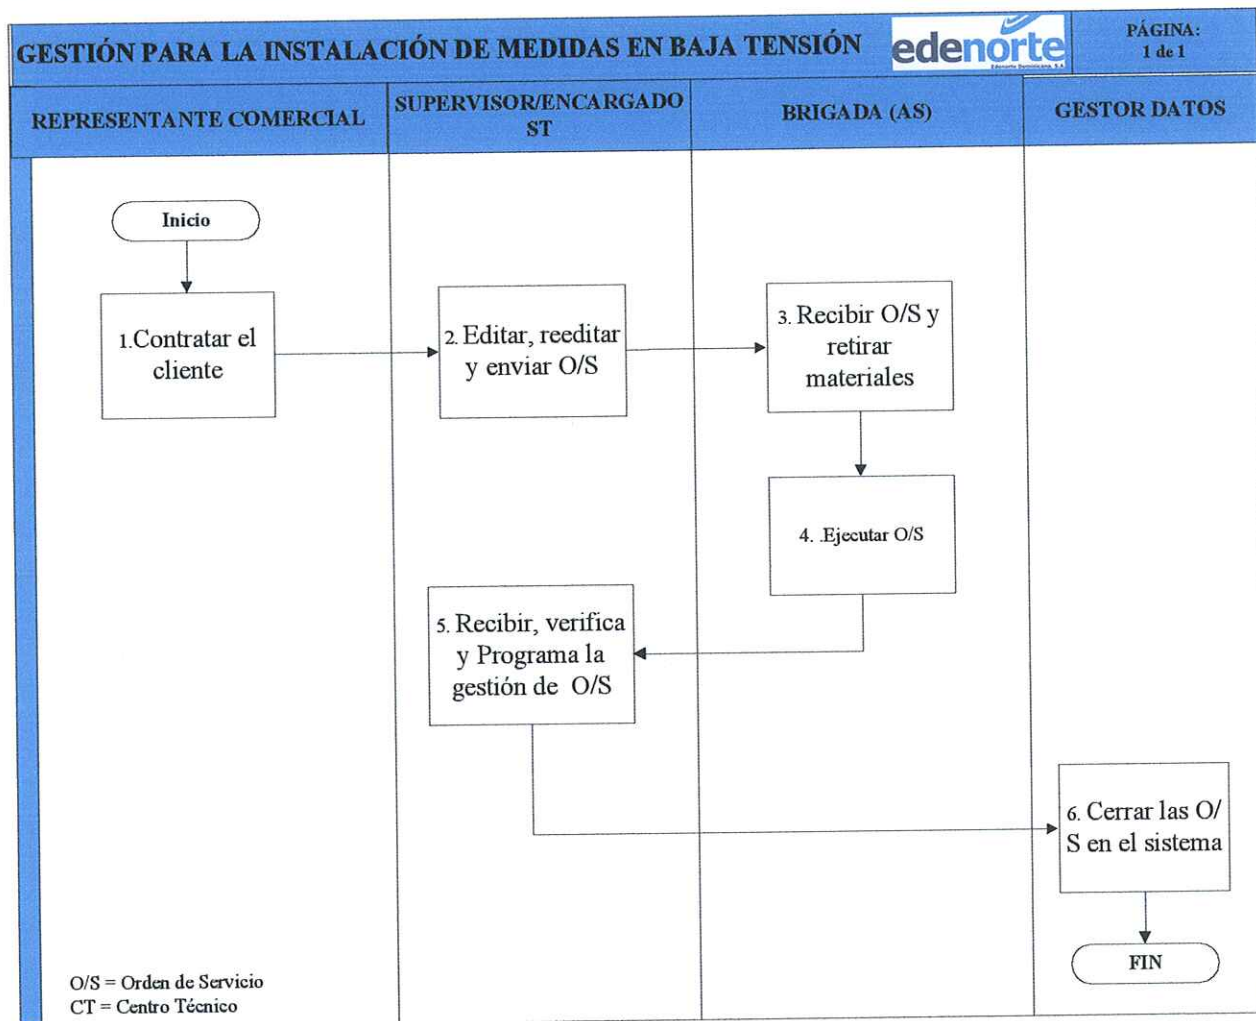 GESTIÓN PARA LA INSTALACIÓN DE MEDIDAS EN BAJA TENSIÓN
edenorte
Edenorte Dominicana, S.A.
PÁGINA:
1 de 1
REPRESENTANTE COMERCIAL
SUPERVISOR/ENCARGADO
ST
BRIGADA (AS)
GESTOR DATOS
Inicio
1.Contratar el
cliente
2. Editar, reeditar
y enviar O/S
3. Recibir O/S y
retirar
materiales
4. .Ejecutar O/S
5. Recibir, verifica
y Programa la
gestión de O/S
6. Cerrar las O/
S en el sistema
FIN
O/S = Orden de Servicio
CT = Centro Técnico